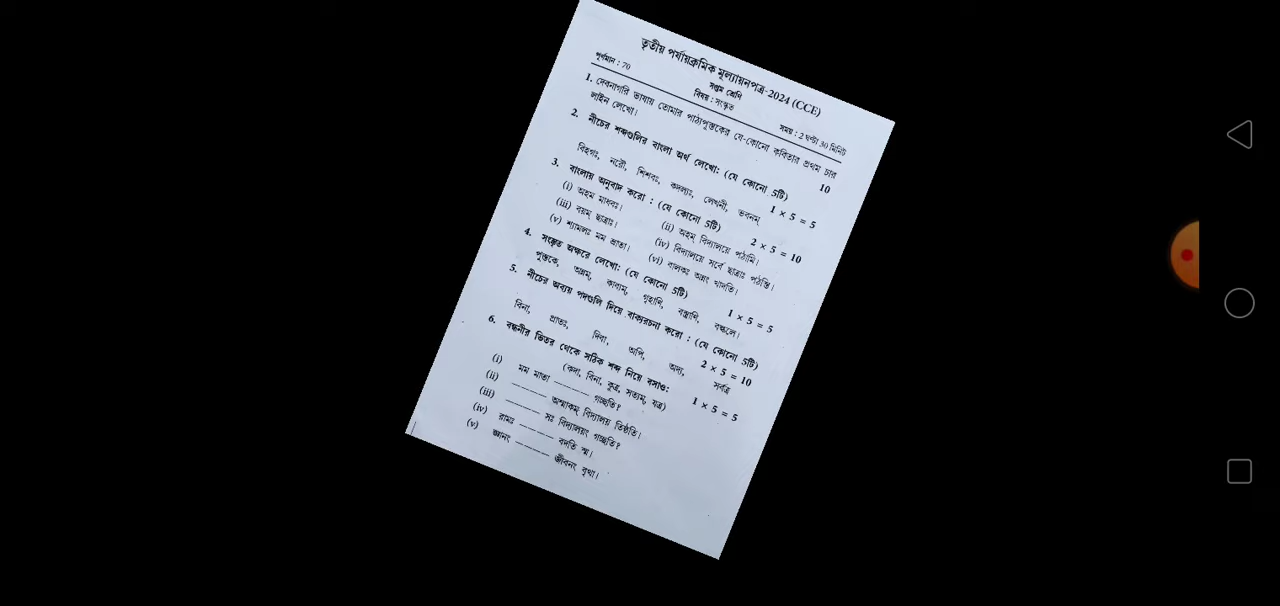 তৃতীয় পর্যায়ক্রমিক মূল্যায়নপত্র-2024 (CCE)
সপ্তম শ্রেণি
পূর্ণমান : 70 বিষয় : সংস্কৃত সময় : 2 ঘণ্টা 30 মিনিট
1. দেবনাগরি ভাষায় তোমার পাঠ্যপুস্তকের যে-কোনো কবিতার প্রথম চার
লাইন লেখো। 10
2. নীচের শব্দগুলির বাংলা অর্থ লেখো: (যে কোনো 5টি) 1 × 5 = 5
বিহগঃ, নরৌ, শিশবঃ, কদল্যঃ, লেখনী, ভবনম্
3. বাংলায় অনুবাদ করো : (যে কোনো 5টি) 2 × 5 = 10
(i) অহম মাধবঃ। (ii) অহম্ বিদ্যালয়ে পঠামি।
(iii) বয়ম্ ছাত্রাঃ। (iv) বিদ্যালয়ে সর্বে ছাত্রাঃ পঠন্তি।
(v) শ্যামলঃ মম ভ্রাতা। (vi) বালকঃ অন্নং খাদতি।
4. সংস্কৃত অক্ষরে লেখো: (যে কোনো 5টি) 1 × 5 = 5
পুস্তকে, অন্নম্, কাব্যম্, গৃহাণি, বস্ত্রাণি, বল্কলে।
5. নীচের অব্যয় পদগুলি দিয়ে বাক্যরচনা করো : (যে কোনো 5টি) 2 × 5 = 10
বিনা, প্রাতঃ, দিবা, অপি, অদ্য, সর্বত্র
6. বন্ধনীর ভিতর থেকে সঠিক শব্দ নিয়ে বসাও: 1 × 5 = 5
(কদা, বিনা, কুত্র, সত্যম্, যত্র)
(i) মম মাতা ______ গচ্ছতি?
(ii) ______ অস্মাকম্ বিদ্যালয় তিষ্ঠতি।
(iii) ______ সঃ বিদ্যালয়ং গচ্ছতি?
(iv) রামঃ ______ বদতি স্ম।
(v) জ্ঞানং ______ জীবনং বৃথা।